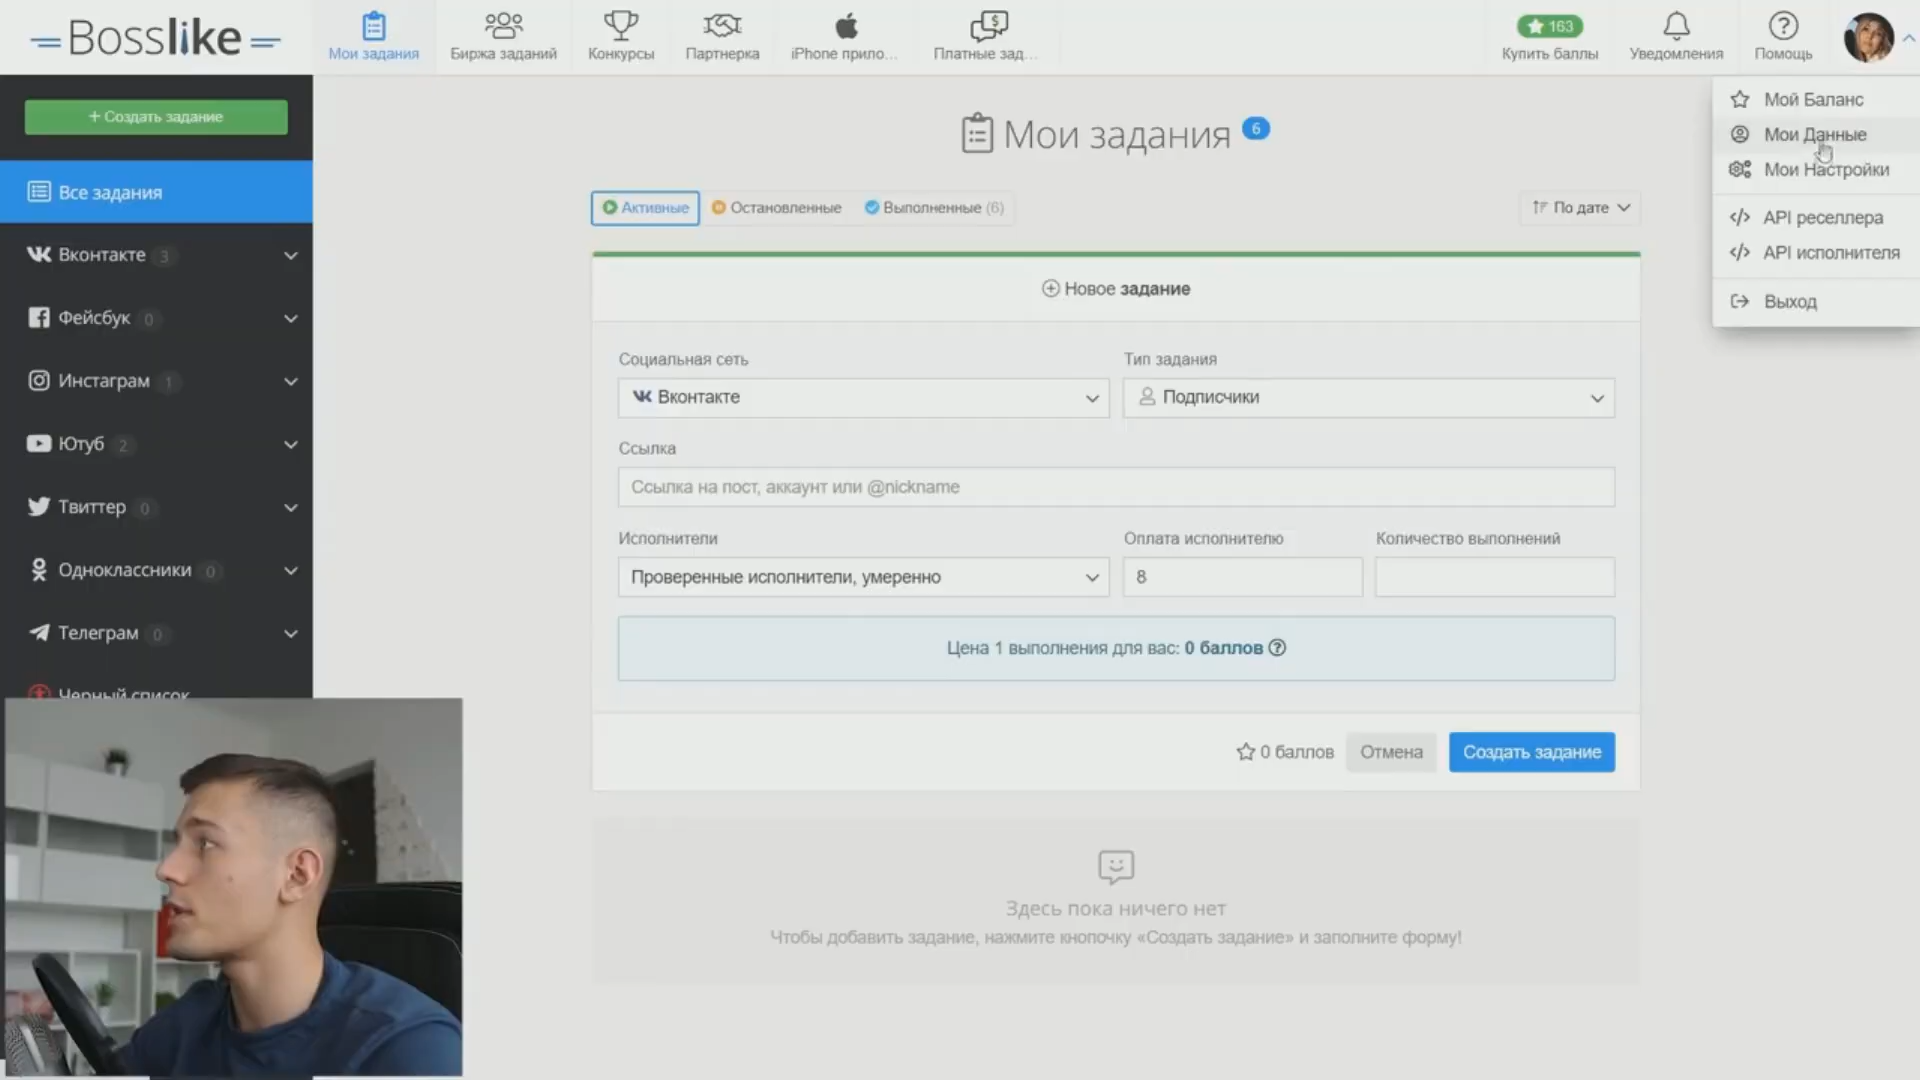 Bosslike
Мои задания
Биржа заданий
Конкурсы
Партнерка
iPhone прило...
Платные зад...
163
Купить баллы
Уведомления
Помощь
Мой Баланс
Мои Данные
Мои Настройки
API реселлера
API исполнителя
Выход
+ Создать задание
Все задания
Вконтакте 3
Фейсбук 0
Инстаграм 1
Ютуб 2
Твиттер 0
Одноклассники 0
Телеграм 0
Черный список
Мои задания 6
Активные
Остановленные
Выполненные (6)
По дате
Новое задание
Социальная сеть
Тип задания
Вконтакте
Подписчики
Ссылка
Ссылка на пост, аккаунт или @nickname
Исполнители
Оплата исполнителю
Количество выполнений
Проверенные исполнители, умеренно
8
Цена 1 выполнения для вас: 0 баллов
0 баллов
Отмена
Создать задание
Здесь пока ничего нет
Чтобы добавить задание, нажмите кнопочку «Создать задание» и заполните форму!